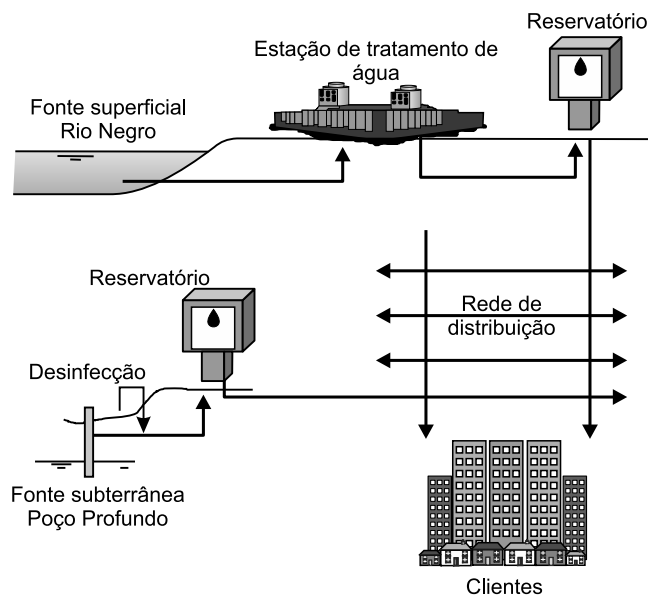 Reservatório
Estação de tratamento de
água
Fonte superficial
Rio Negro
Reservatório
Rede de
distribuição
Desinfecção
Fonte subterrânea
Poço Profundo
Clientes